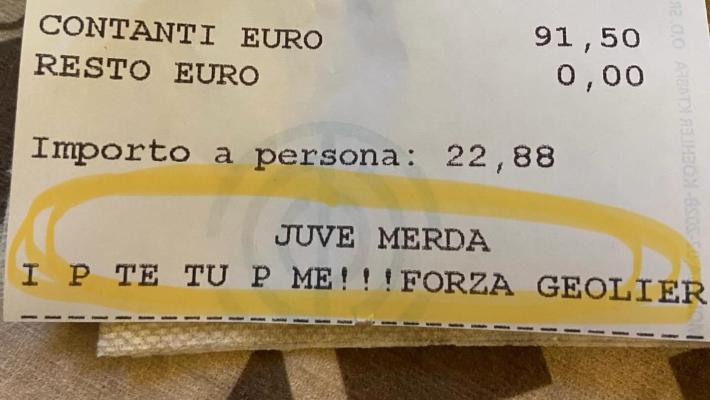 CONTANTI EURO 91,50
RESTO EURO 0,00
Importo a persona: 22,88
JUVE MERDA
I P TE TU P ME!!!FORZA GEOLIER